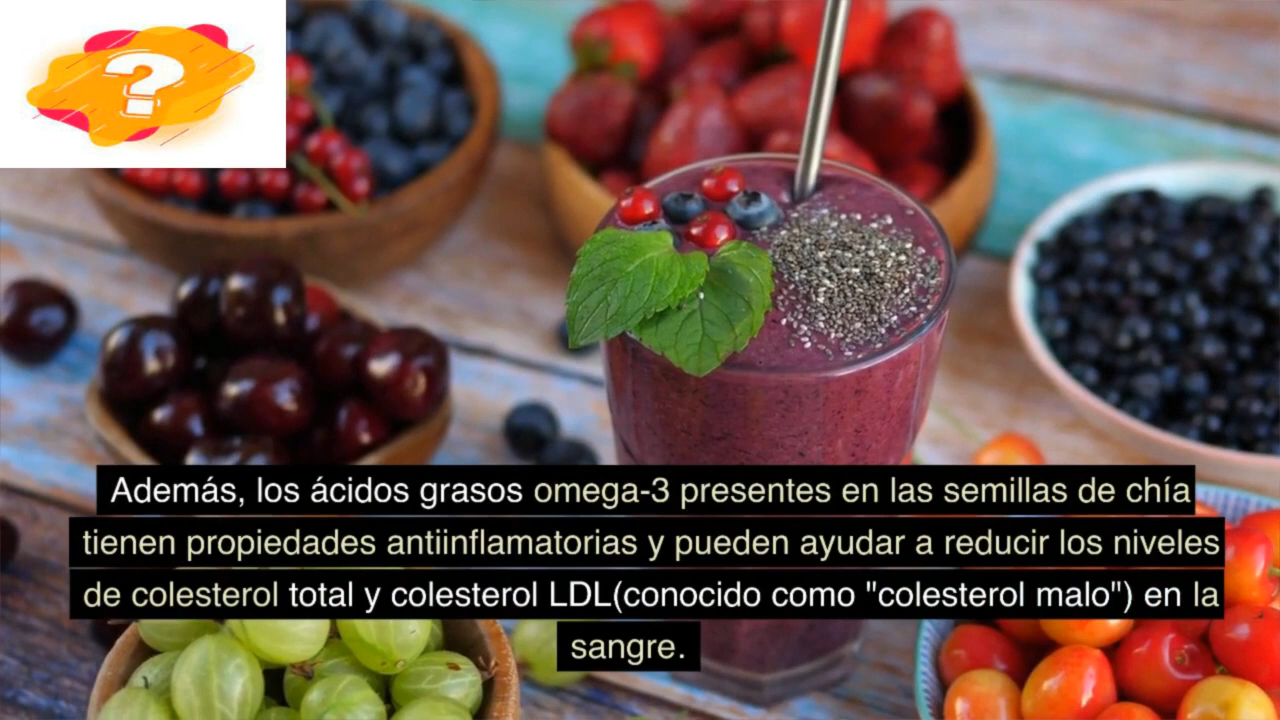 ?
Además, los ácidos grasos omega-3 presentes en las semillas de chía
tienen propiedades antiinflamatorias y pueden ayudar a reducir los niveles
de colesterol total y colesterol LDL(conocido como "colesterol malo") en la
sangre.